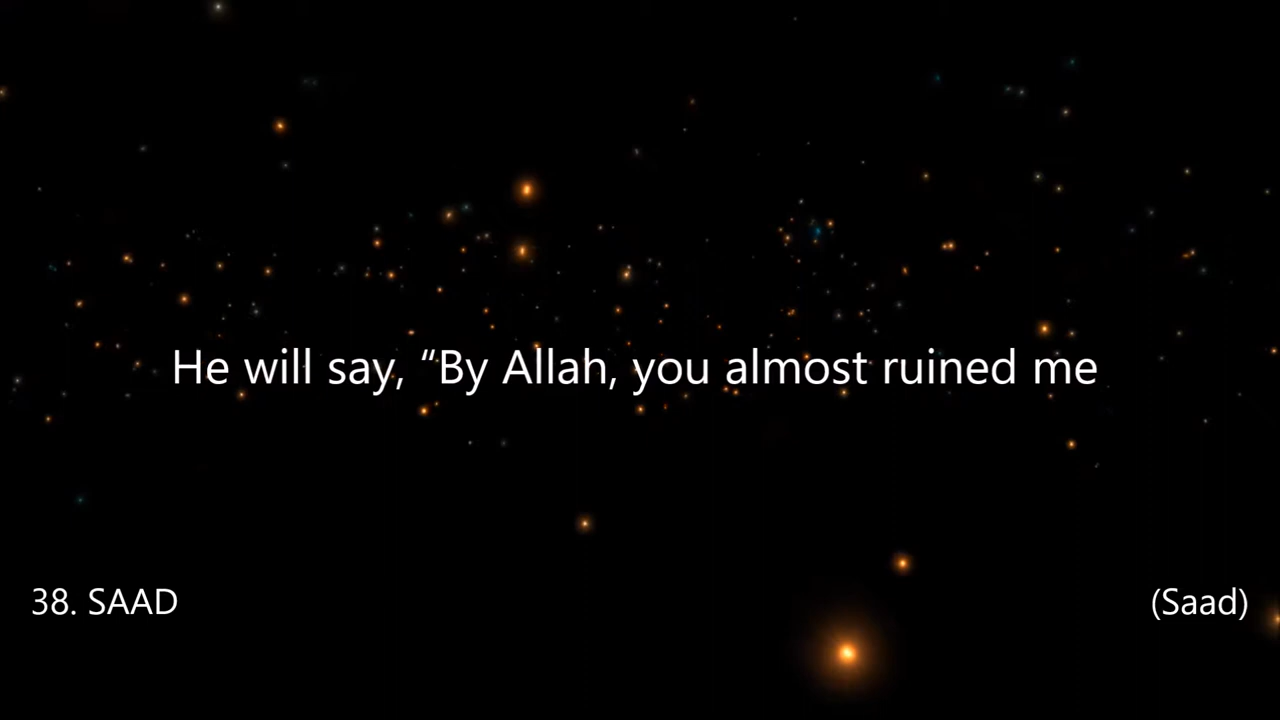 He will say, “By Allah, you almost ruined me
38. SAAD
(Saad)